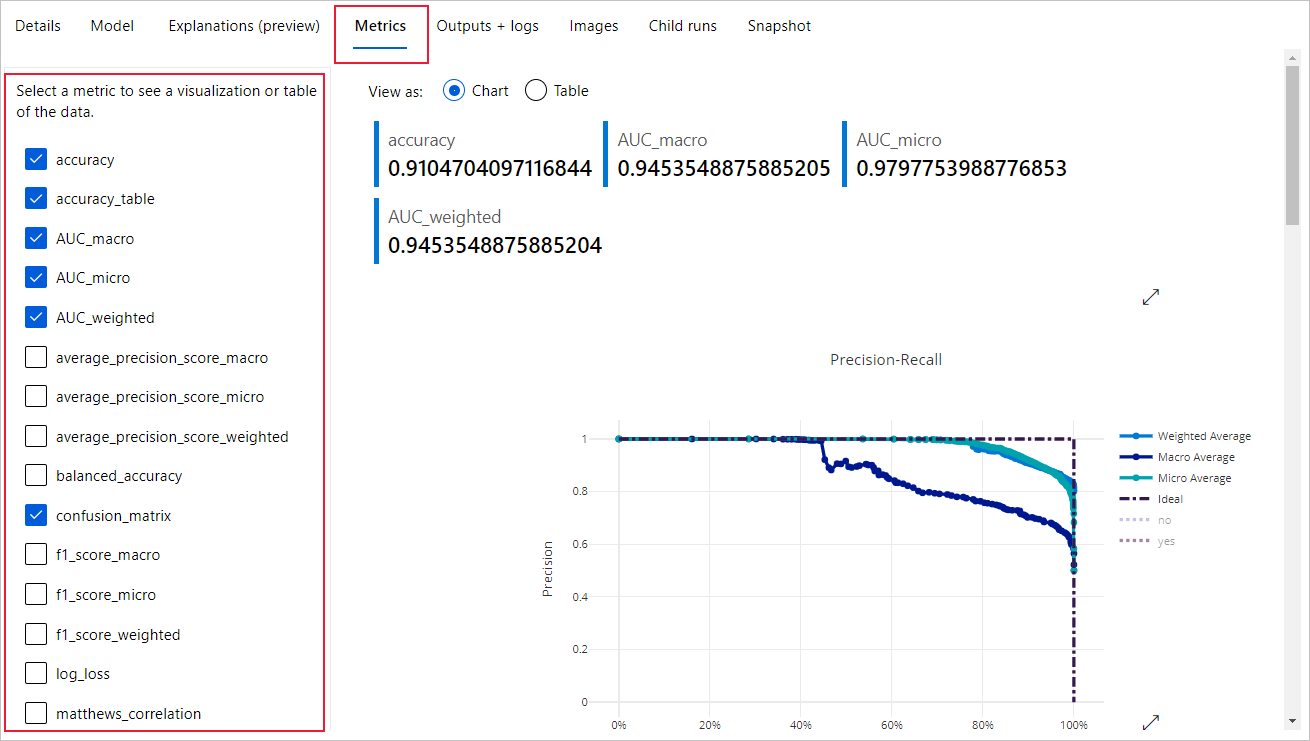 Details Model Explanations (preview) Metrics Outputs + logs Images Child runs Snapshot
Select a metric to see a visualization or table
of the data.
accuracy
accuracy_table
AUC_macro
AUC_micro
AUC_weighted
average_precision_score_macro
average_precision_score_micro
average_precision_score_weighted
balanced_accuracy
confusion_matrix
f1_score_macro
f1_score_micro
f1_score_weighted
log_loss
matthews_correlation
View as: Chart Table
accuracy
0.9104704097116844
AUC_macro
0.9453548875885205
AUC_micro
0.9797753988776853
AUC_weighted
0.9453548875885204
Precision-Recall
Precision
1
0.8
0.6
0.4
0.2
0
0% 20% 40% 60% 80% 100%
Weighted Average
Macro Average
Micro Average
Ideal
no
yes